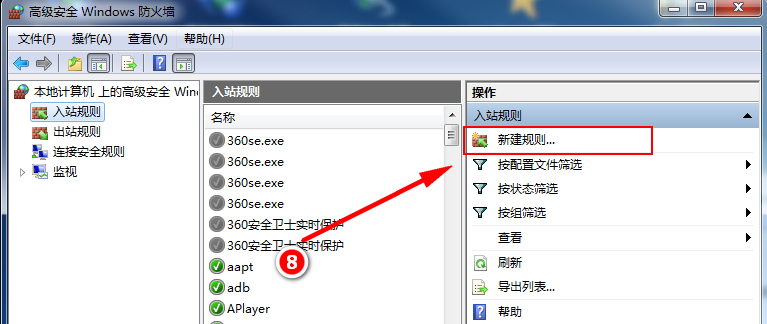 高级安全 Windows 防火墙
文件(F) 操作(A) 查看(V) 帮助(H)
本地计算机 上的高级安全 Wind
入站规则
出站规则
连接安全规则
监视
入站规则
名称
360se.exe
360se.exe
360se.exe
360se.exe
360安全卫士实时保护
360安全卫士实时保护
aapt
adb
APlayer
8
操作
入站规则
新建规则...
按配置文件筛选
按状态筛选
按组筛选
查看
刷新
导出列表...
帮助